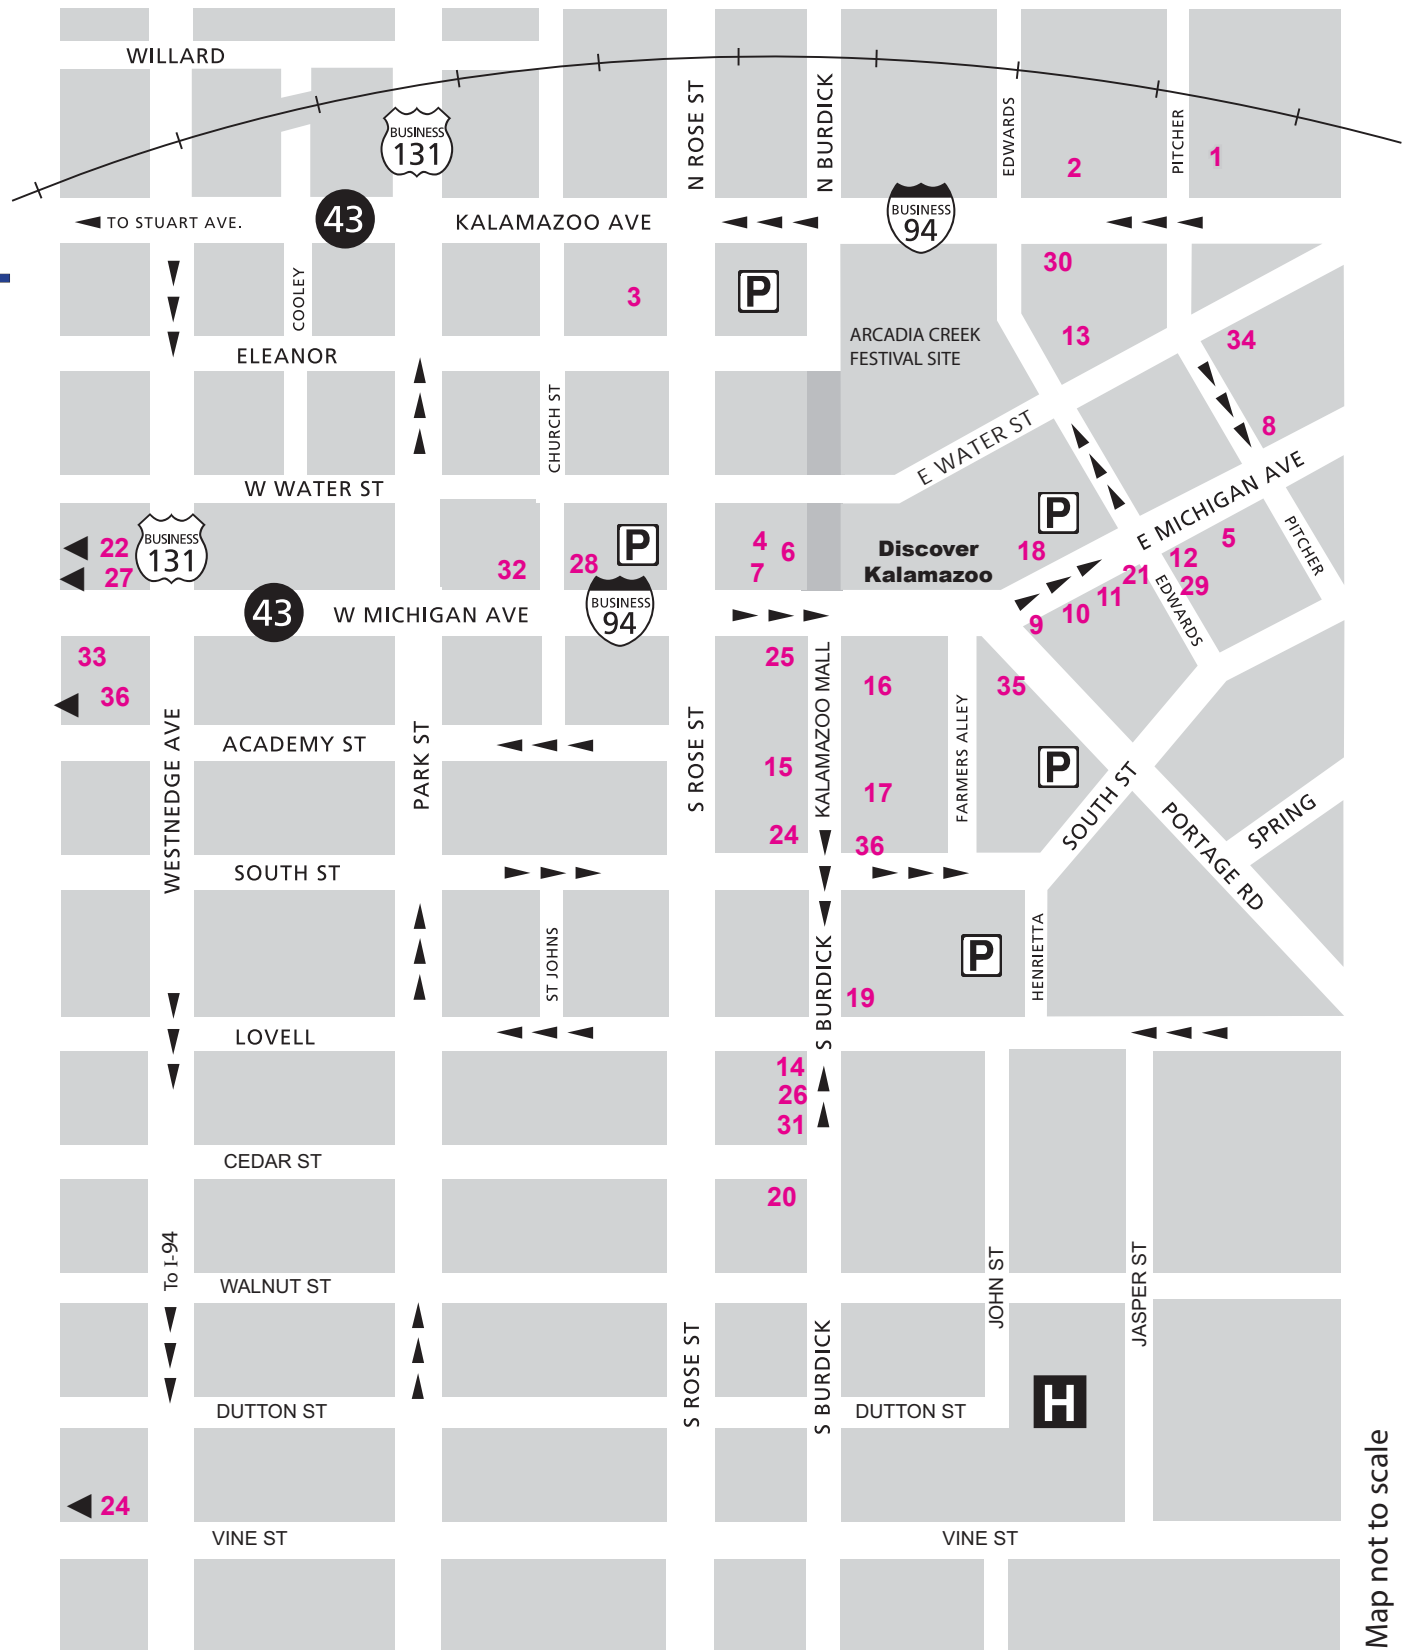 WILLARD
BUSINESS
131
N ROSE ST
N BURDICK
EDWARDS
PITCHER
1
2
TO STUART AVE.
43
KALAMAZOO AVE
BUSINESS
94
COOLEY
3
P
30
ARCADIA CREEK
FESTIVAL SITE
13
34
ELEANOR
CHURCH ST
8
E WATER ST
E MICHIGAN AVE
W WATER ST
BUSINESS
131
22
27
32
28
P
4
6
7
Discover
Kalamazoo
P
18
5
12
21
29
11
10
9
EDWARDS
PITCHER
43
W MICHIGAN AVE
BUSINESS
94
33
36
25
16
35
KALAMAZOO MALL
FARMERS ALLEY
WESTNEDGE AVE
ACADEMY ST
PARK ST
S ROSE ST
15
17
24
36
P
SOUTH ST
PORTAGE RD
SPRING
SOUTH ST
ST JOHNS
S BURDICK
P
HENRIETTA
19
LOVELL
14
26
31
CEDAR ST
20
To I-94
WALNUT ST
JOHN ST
JASPER ST
S ROSE ST
S BURDICK
DUTTON ST
DUTTON ST
H
24
VINE ST
VINE ST
Map not to scale